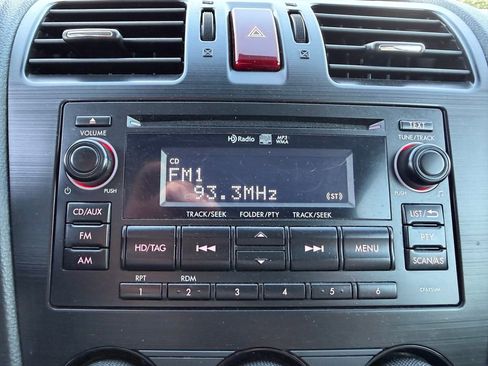 TEXT
VOLUME
HD Radio
MP3
WMA
TUNE/TRACK
CD
FM1
93.3MHz
(ST)
PUSH
PUSH
TRACK/SEEK
FOLDER/PTY
TRACK/SEEK
CD/AUX
LIST/
FM
HD/TAG
MENU
PTY
AM
SCAN/AS
RPT
RDM
1
2
3
4
5
6